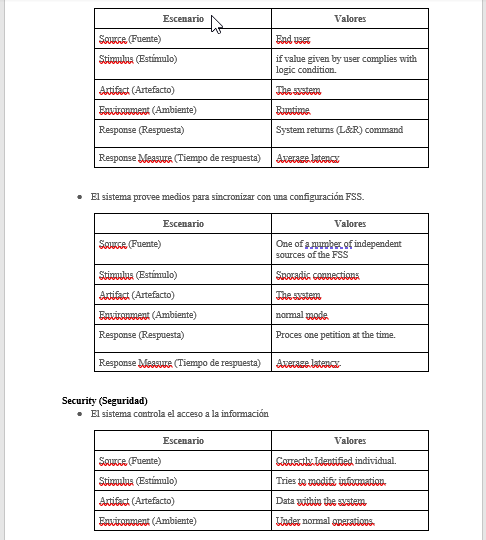 Escenario Valores
Source (Fuente) End user
Stimulus (Estímulo) if value given by user complies with
logic condition.
Artifact (Artefacto) The system
Environment (Ambiente) Runtime
Response (Respuesta) System returns (L&R) command
Response Measure (Tiempo de respuesta) Average latency
• El sistema provee medios para sincronizar con una configuración FSS.
Escenario Valores
Source (Fuente) One of a number of independent
sources of the FSS
Stimulus (Estímulo) Sporadic connections
Artifact (Artefacto) The system
Environment (Ambiente) normal mode
Response (Respuesta) Proces one petition at the time.
Response Measure (Tiempo de respuesta) Average latency.
Security (Seguridad)
• El sistema controla el acceso a la información
Escenario Valores
Source (Fuente) Correctly Identified individual.
Stimulus (Estímulo) Tries to modify information.
Artifact (Artefacto) Data within the system.
Environment (Ambiente) Under normal operations.